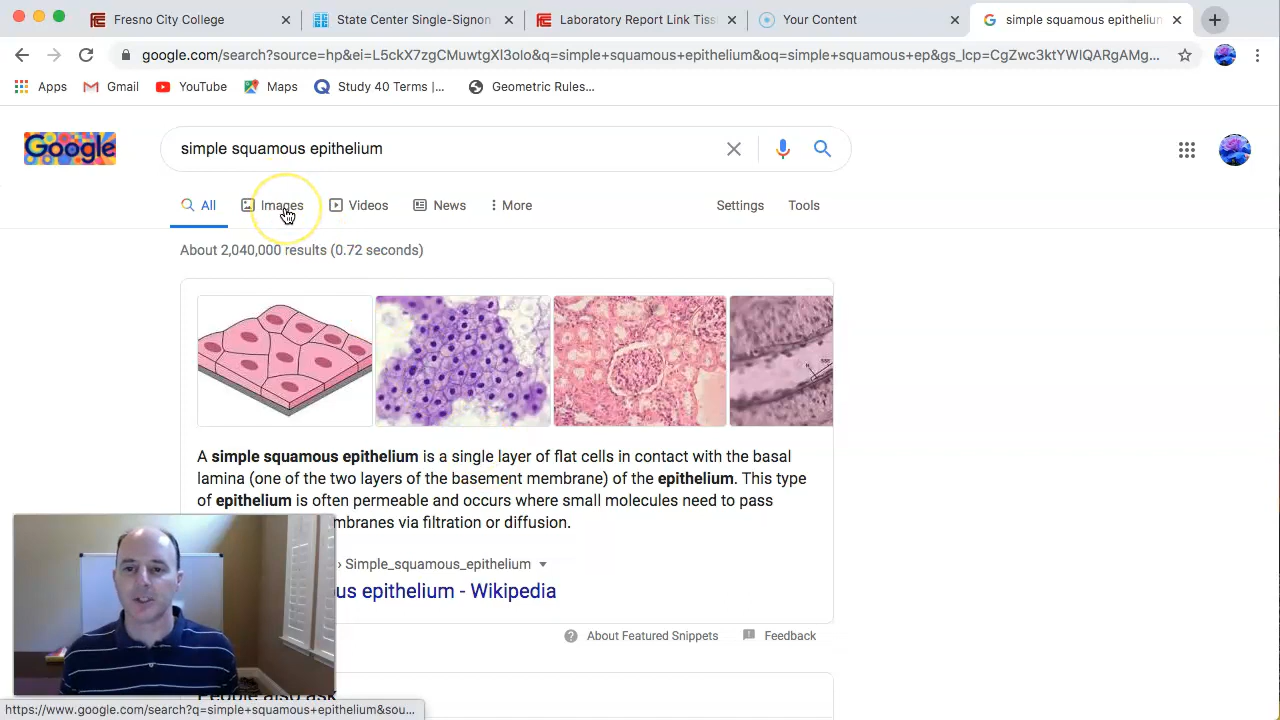 Fresno City College
State Center Single-Signon
Laboratory Report Link Tiss
Your Content
simple squamous epitheliun
google.com/search?source=hp&ei=L5ckX7zgCMuwtgXl3oIo&q=simple+squamous+epithelium&oq=simple+squamous+ep&gs_lcp=CgZwc3ktYWIQARgAMg...
Apps
Gmail
YouTube
Maps
Study 40 Terms |...
Geometric Rules...
Google
simple squamous epithelium
All
Images
Videos
News
More
Settings
Tools
About 2,040,000 results (0.72 seconds)
A simple squamous epithelium is a single layer of flat cells in contact with the basal
lamina (one of the two layers of the basement membrane) of the epithelium. This type
of epithelium is often permeable and occurs where small molecules need to pass
mbranes via filtration or diffusion.
› Simple_squamous_epithelium
us epithelium - Wikipedia
About Featured Snippets
Feedback
People also ask
https://www.google.com/search?q=simple+squamous+epithelium&sou...